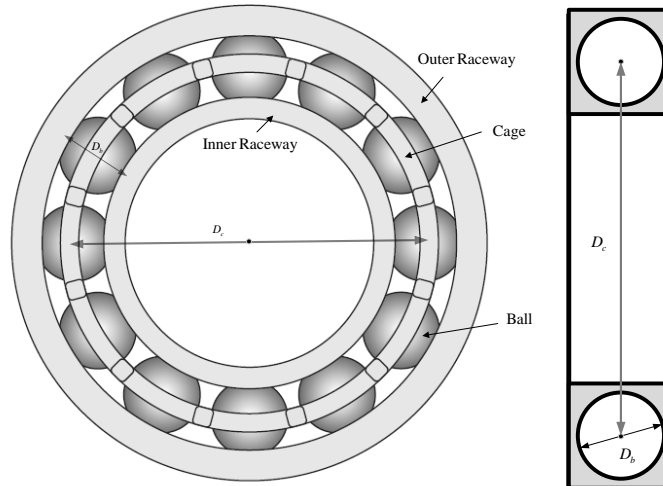 Outer Raceway
Cage
Inner Raceway
D_b
D_c
Ball
D_c
D_b